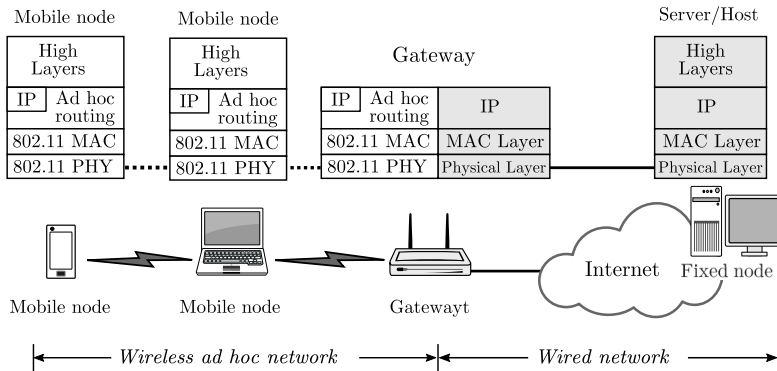 Mobile node
Mobile node
Server/Host
High
Layers
IP
Ad hoc
routing
802.11 MAC
802.11 PHY
High
Layers
IP
Ad hoc
routing
802.11 MAC
802.11 PHY
Gateway
IP
Ad hoc
routing
802.11 MAC
802.11 PHY
IP
MAC Layer
Physical Layer
High
Layers
IP
MAC Layer
Physical Layer
Mobile node
Mobile node
Gatewayt
Internet
Fixed node
Wireless ad hoc network
Wired network